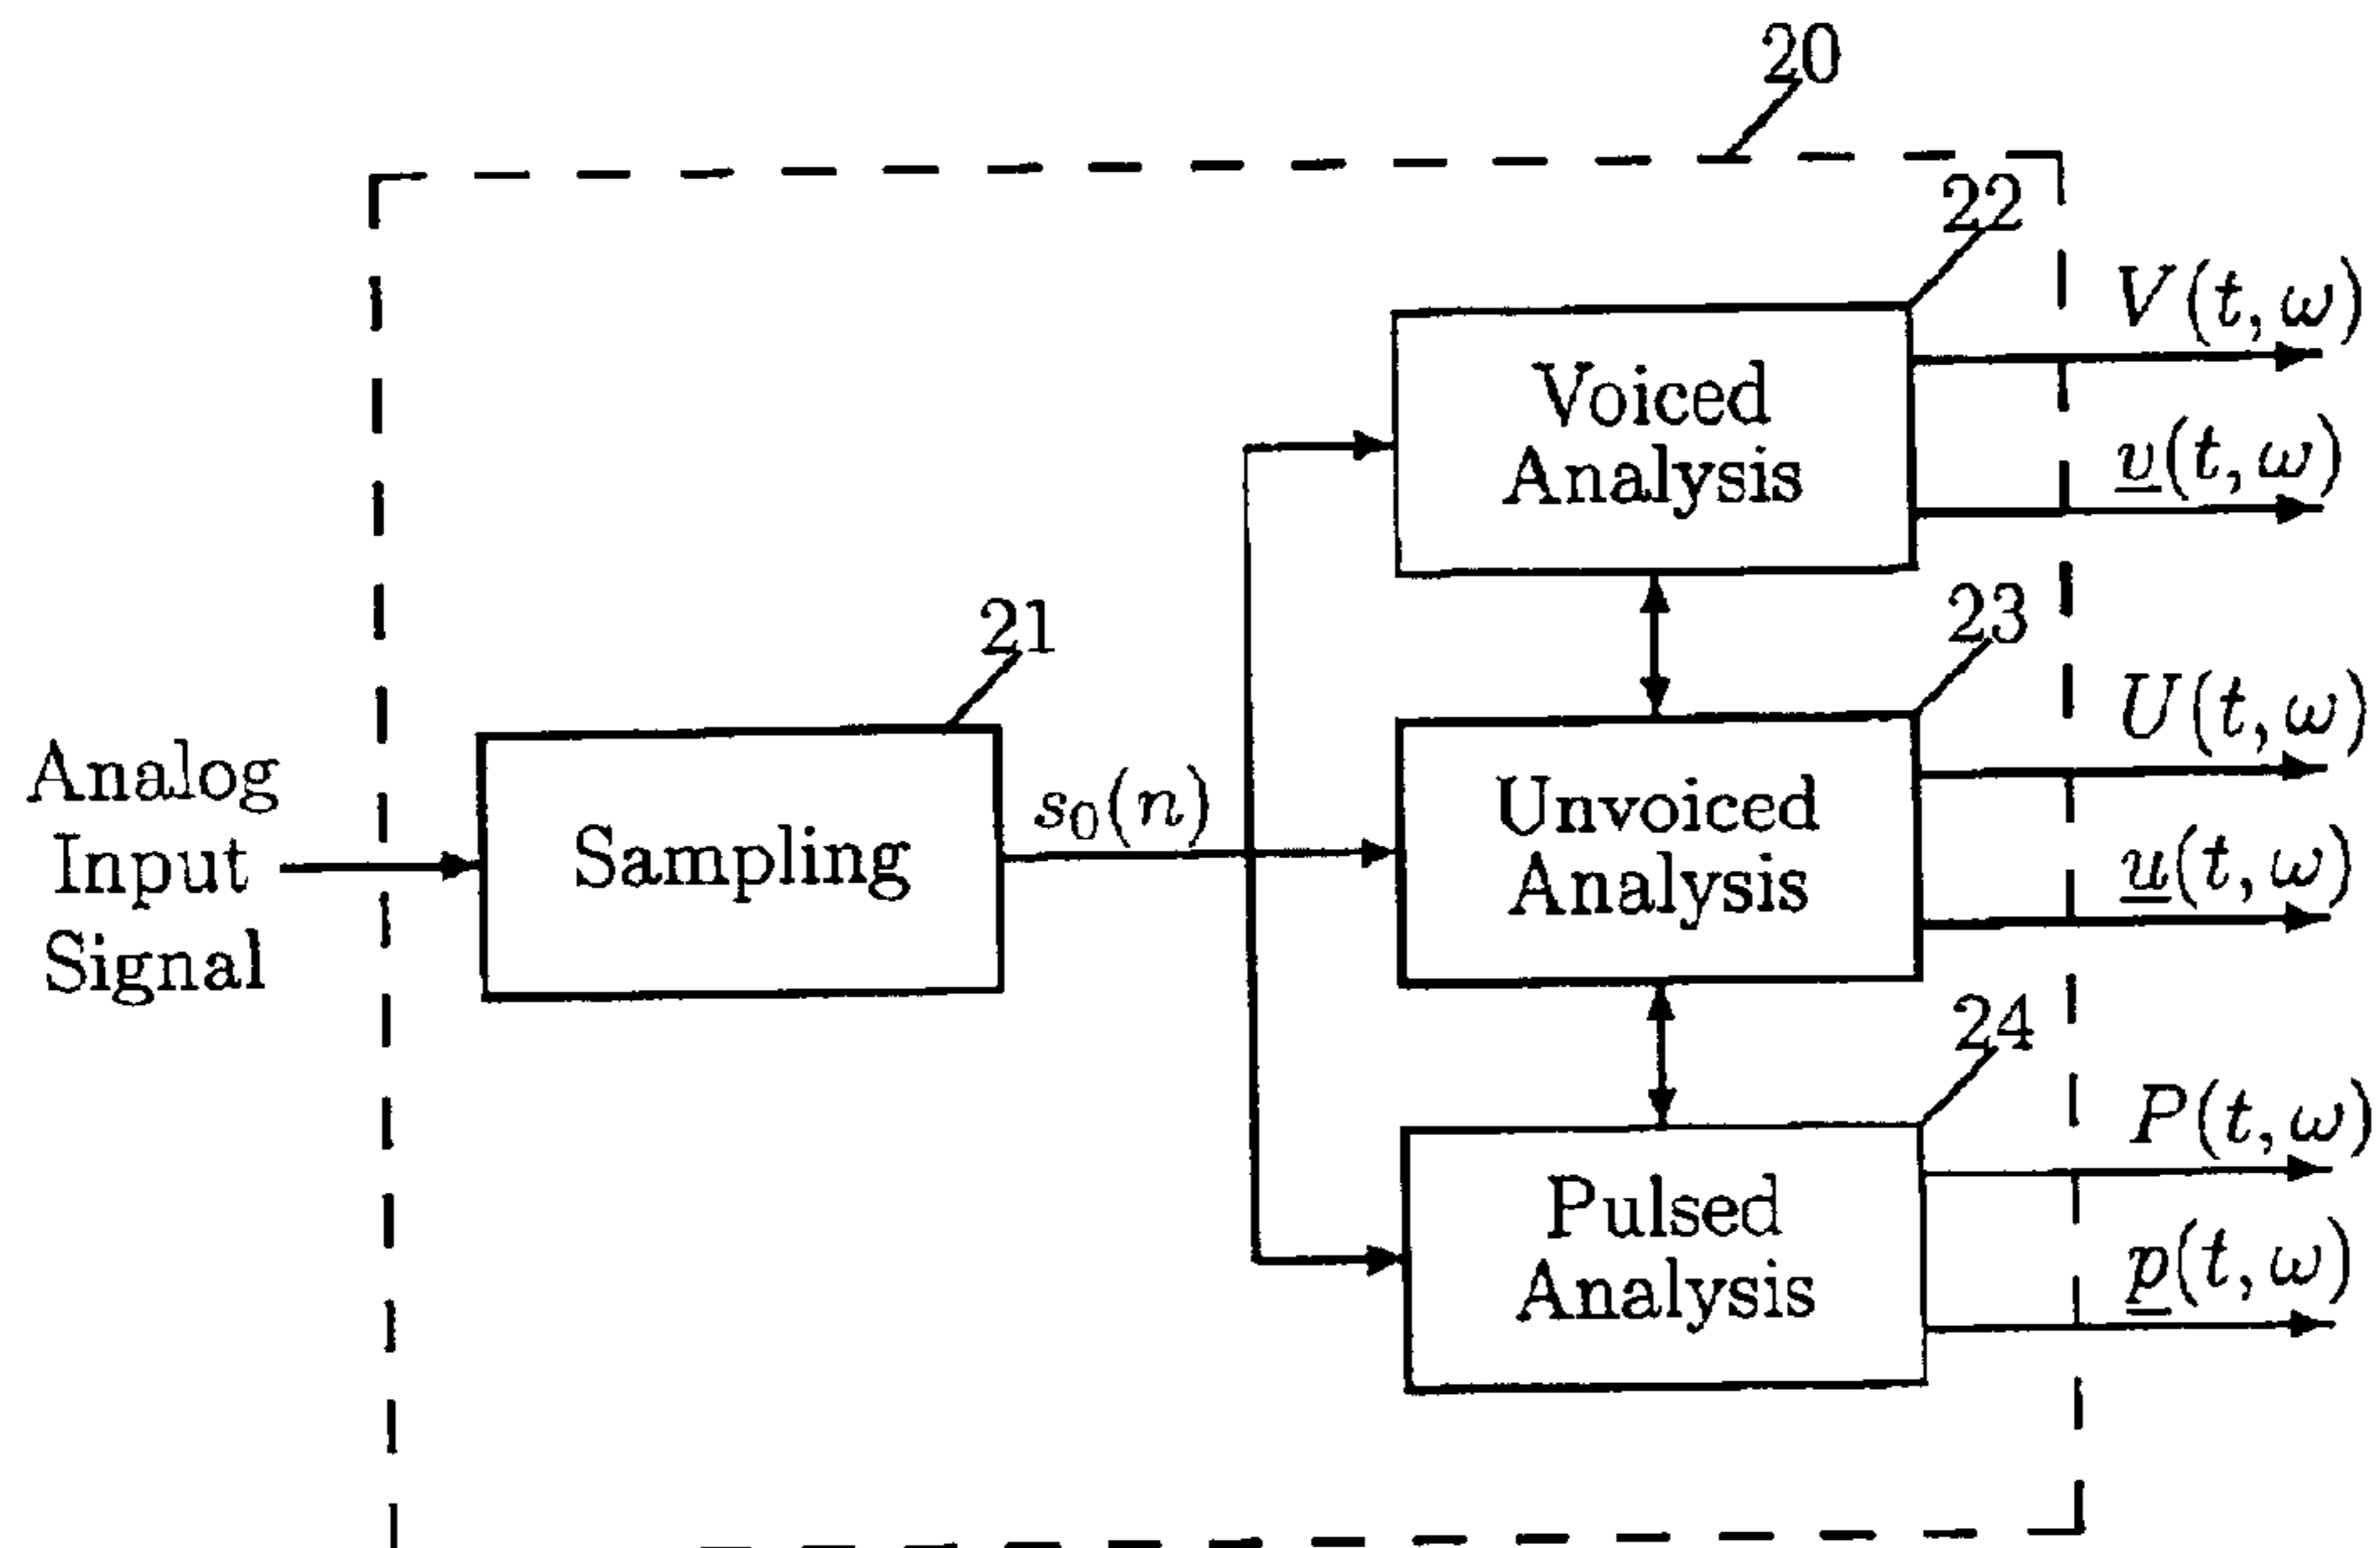 20
22
V(t, ω)
Voiced
Analysis
v(t, ω)
21
23
U(t, ω)
Analog
Input
Signal
Sampling
s₀(n)
Unvoiced
Analysis
u(t, ω)
24
P(t, ω)
Pulsed
Analysis
p(t, ω)